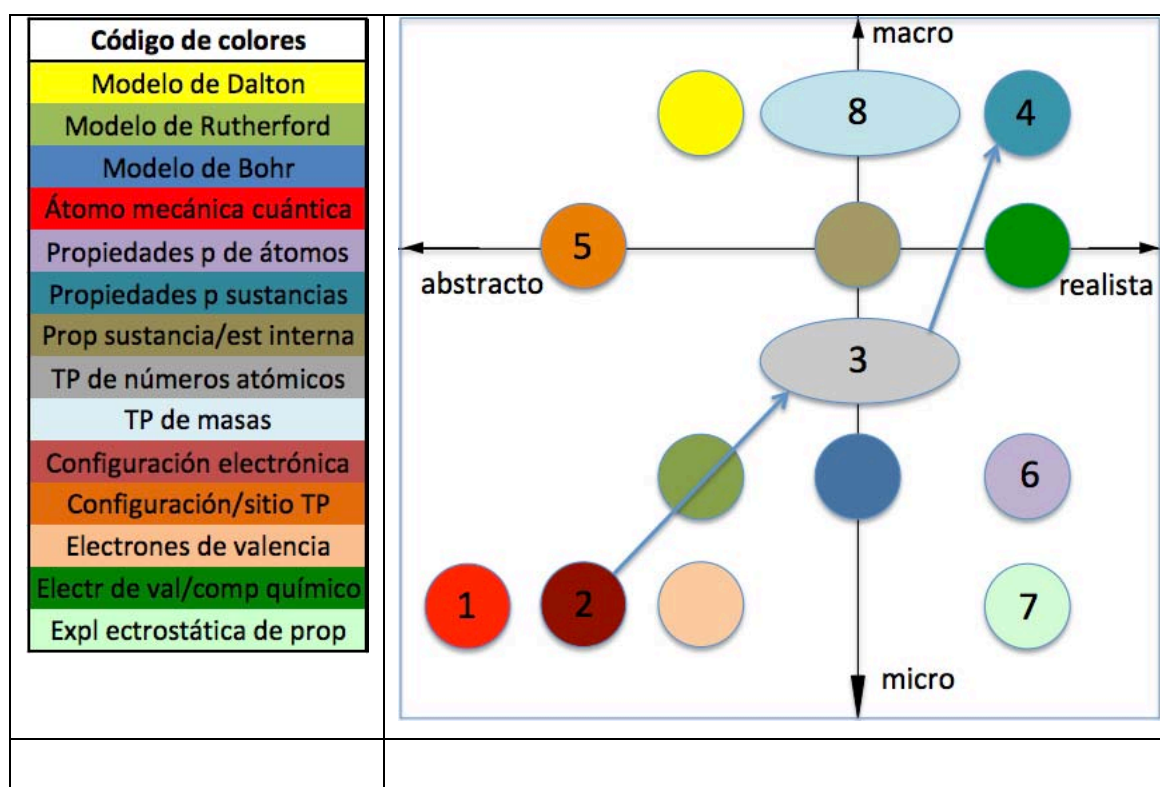 Código de colores
Modelo de Dalton
Modelo de Rutherford
Modelo de Bohr
Átomo mecánica cuántica
Propiedades p de átomos
Propiedades p sustancias
Prop sustancia/est interna
TP de números atómicos
TP de masas
Configuración electrónica
Configuración/sitio TP
Electrones de valencia
Electr de val/comp químico
Expl ectrostática de prop
macro
8
4
5
abstracto
realista
3
6
1
2
7
micro